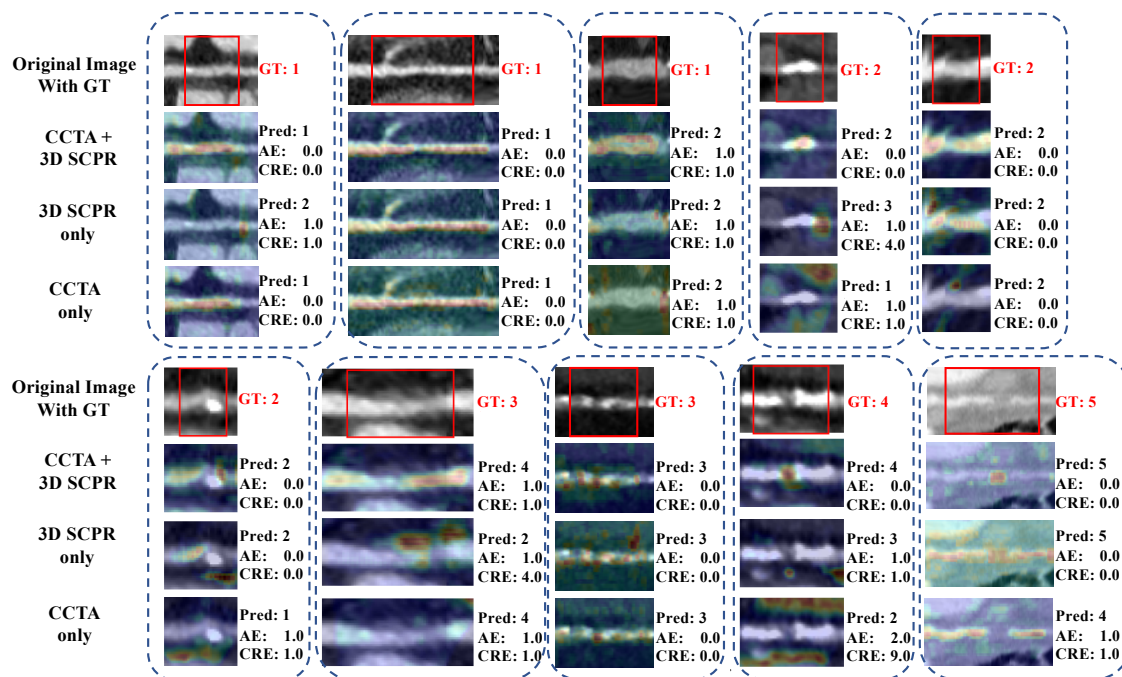 Original Image
With GT
GT: 1
GT: 1
GT: 1
GT: 2
GT: 2
CCTA +
3D SCPR
Pred: 1
AE: 0.0
CRE: 0.0
Pred: 1
AE: 0.0
CRE: 0.0
Pred: 2
AE: 1.0
CRE: 1.0
Pred: 2
AE: 0.0
CRE: 0.0
Pred: 2
AE: 0.0
CRE: 0.0
3D SCPR
only
Pred: 2
AE: 1.0
CRE: 1.0
Pred: 1
AE: 0.0
CRE: 0.0
Pred: 2
AE: 1.0
CRE: 1.0
Pred: 3
AE: 1.0
CRE: 4.0
Pred: 2
AE: 0.0
CRE: 0.0
CCTA
only
Pred: 1
AE: 0.0
CRE: 0.0
Pred: 1
AE: 0.0
CRE: 0.0
Pred: 2
AE: 1.0
CRE: 1.0
Pred: 1
AE: 1.0
CRE: 1.0
Pred: 2
AE: 0.0
CRE: 0.0
Original Image
With GT
GT: 2
GT: 3
GT: 3
GT: 4
GT: 5
CCTA +
3D SCPR
Pred: 2
AE: 0.0
CRE: 0.0
Pred: 4
AE: 1.0
CRE: 1.0
Pred: 3
AE: 0.0
CRE: 0.0
Pred: 4
AE: 0.0
CRE: 0.0
Pred: 5
AE: 0.0
CRE: 0.0
3D SCPR
only
Pred: 2
AE: 0.0
CRE: 0.0
Pred: 2
AE: 1.0
CRE: 4.0
Pred: 3
AE: 0.0
CRE: 0.0
Pred: 3
AE: 1.0
CRE: 1.0
Pred: 5
AE: 0.0
CRE: 0.0
CCTA
only
Pred: 1
AE: 1.0
CRE: 1.0
Pred: 4
AE: 1.0
CRE: 1.0
Pred: 3
AE: 0.0
CRE: 0.0
Pred: 2
AE: 2.0
CRE: 9.0
Pred: 4
AE: 1.0
CRE: 1.0